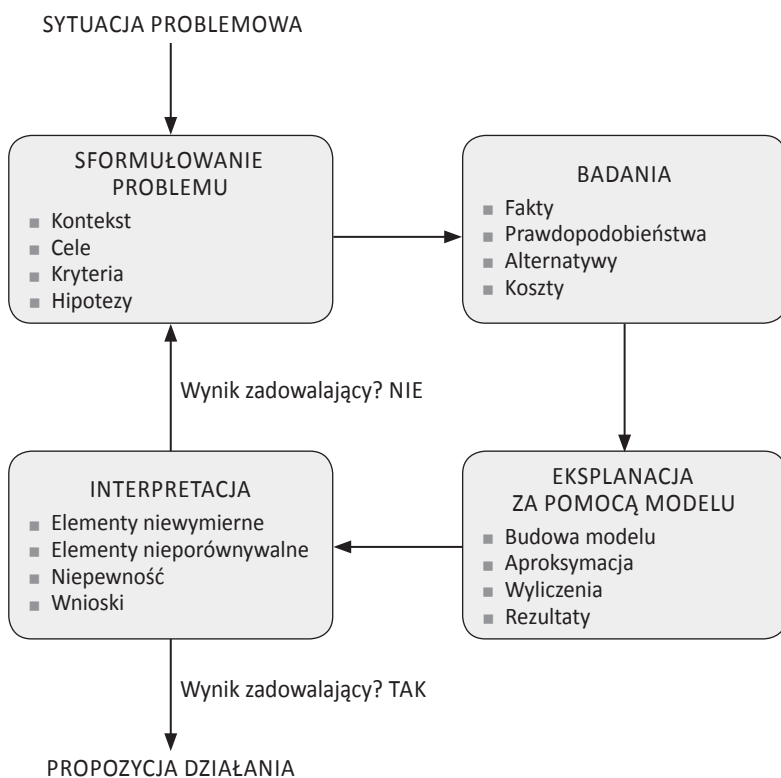 SYTUACJA PROBLEMOWA
SFORMUŁOWANIE
PROBLEMU
Kontekst
Cele
Kryteria
Hipotezy
BADANIA
Fakty
Prawdopodobieństwa
Alternatywy
Koszty
Wynik zadowalający? NIE
INTERPRETACJA
Elementy niewymierne
Elementy nieporównywalne
Niepewność
Wnioski
EKSPLANACJA
ZA POMOCĄ MODELU
Budowa modelu
Aproksymacja
Wyliczenia
Rezultaty
Wynik zadowalający? TAK
PROPOZYCJA DZIAŁANIA